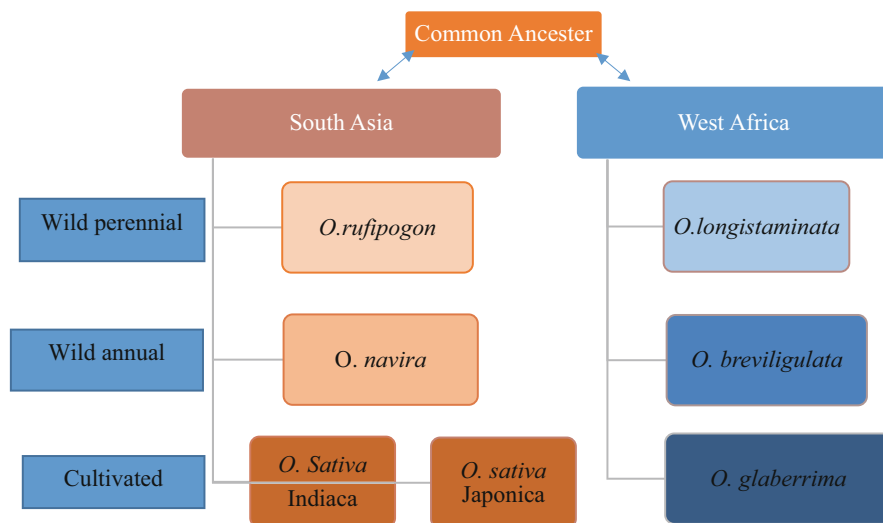 Common Ancester
South Asia
West Africa
Wild perennial
O.rufipogon
O.longistaminata
Wild annual
O. navira
O. breviligulata
Cultivated
O. Sativa
Indiaca
O. sativa
Japonica
O. glaberrima